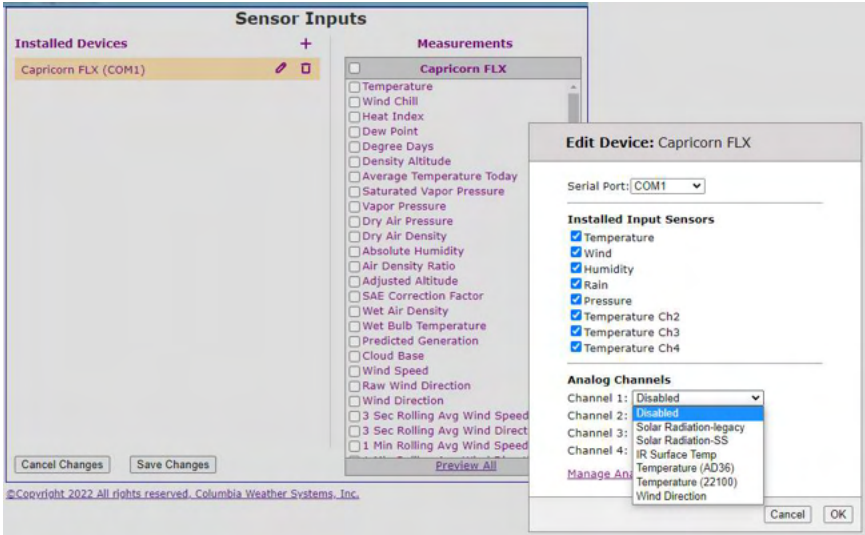 Sensor Inputs
Installed Devices +
Capricorn FLX (COM1)
Cancel Changes Save Changes
Measurements
Capricorn FLX
Temperature
Wind Chill
Heat Index
Dew Point
Degree Days
Density Altitude
Average Temperature Today
Saturated Vapor Pressure
Vapor Pressure
Dry Air Pressure
Dry Air Density
Absolute Humidity
Air Density Ratio
Adjusted Altitude
SAE Correction Factor
Wet Air Density
Wet Bulb Temperature
Predicted Generation
Cloud Base
Wind Speed
Raw Wind Direction
Wind Direction
3 Sec Rolling Avg Wind Speed
3 Sec Rolling Avg Wind Direct
1 Min Rolling Avg Wind Speed
Preview All
©Copyright 2022 All rights reserved, Columbia Weather Systems, Inc.
Edit Device: Capricorn FLX
Serial Port: COM1
Installed Input Sensors
Temperature
Wind
Humidity
Rain
Pressure
Temperature Ch2
Temperature Ch3
Temperature Ch4
Analog Channels
Channel 1: Disabled
Channel 2:
Channel 3:
Channel 4:
Disabled
Solar Radiation-legacy
Solar Radiation-SS
IR Surface Temp
Temperature (AD36)
Temperature (22100)
Wind Direction
Manage Ana
Cancel OK